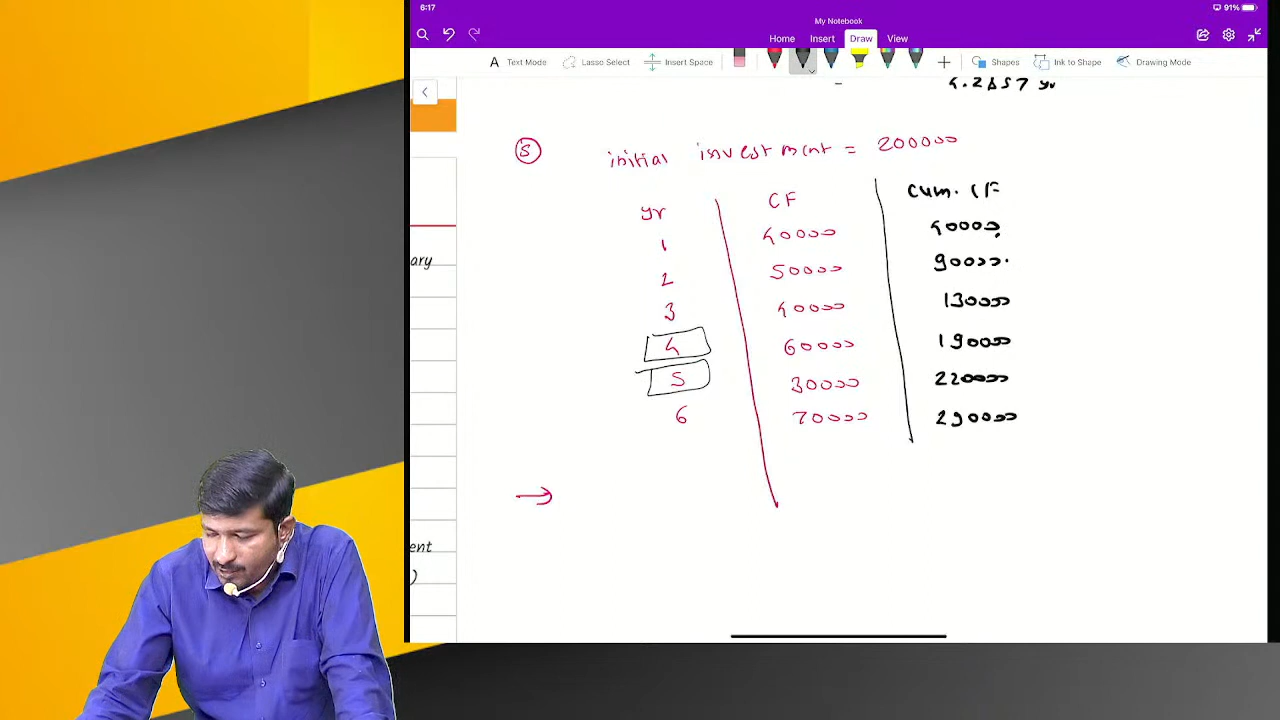 6:17
91%
My Notebook
Home Insert Draw View
A Text Mode Lasso Select Insert Space Shapes Ink to Shape Drawing Mode
4.2857 yr
ary
ent
)
5 initial investment = 200000
yr CF Cum. CF
1 40000 40000
2 50000 90000
3 40000 130000
4 60000 190000
5 30000 220000
6 70000 290000
→